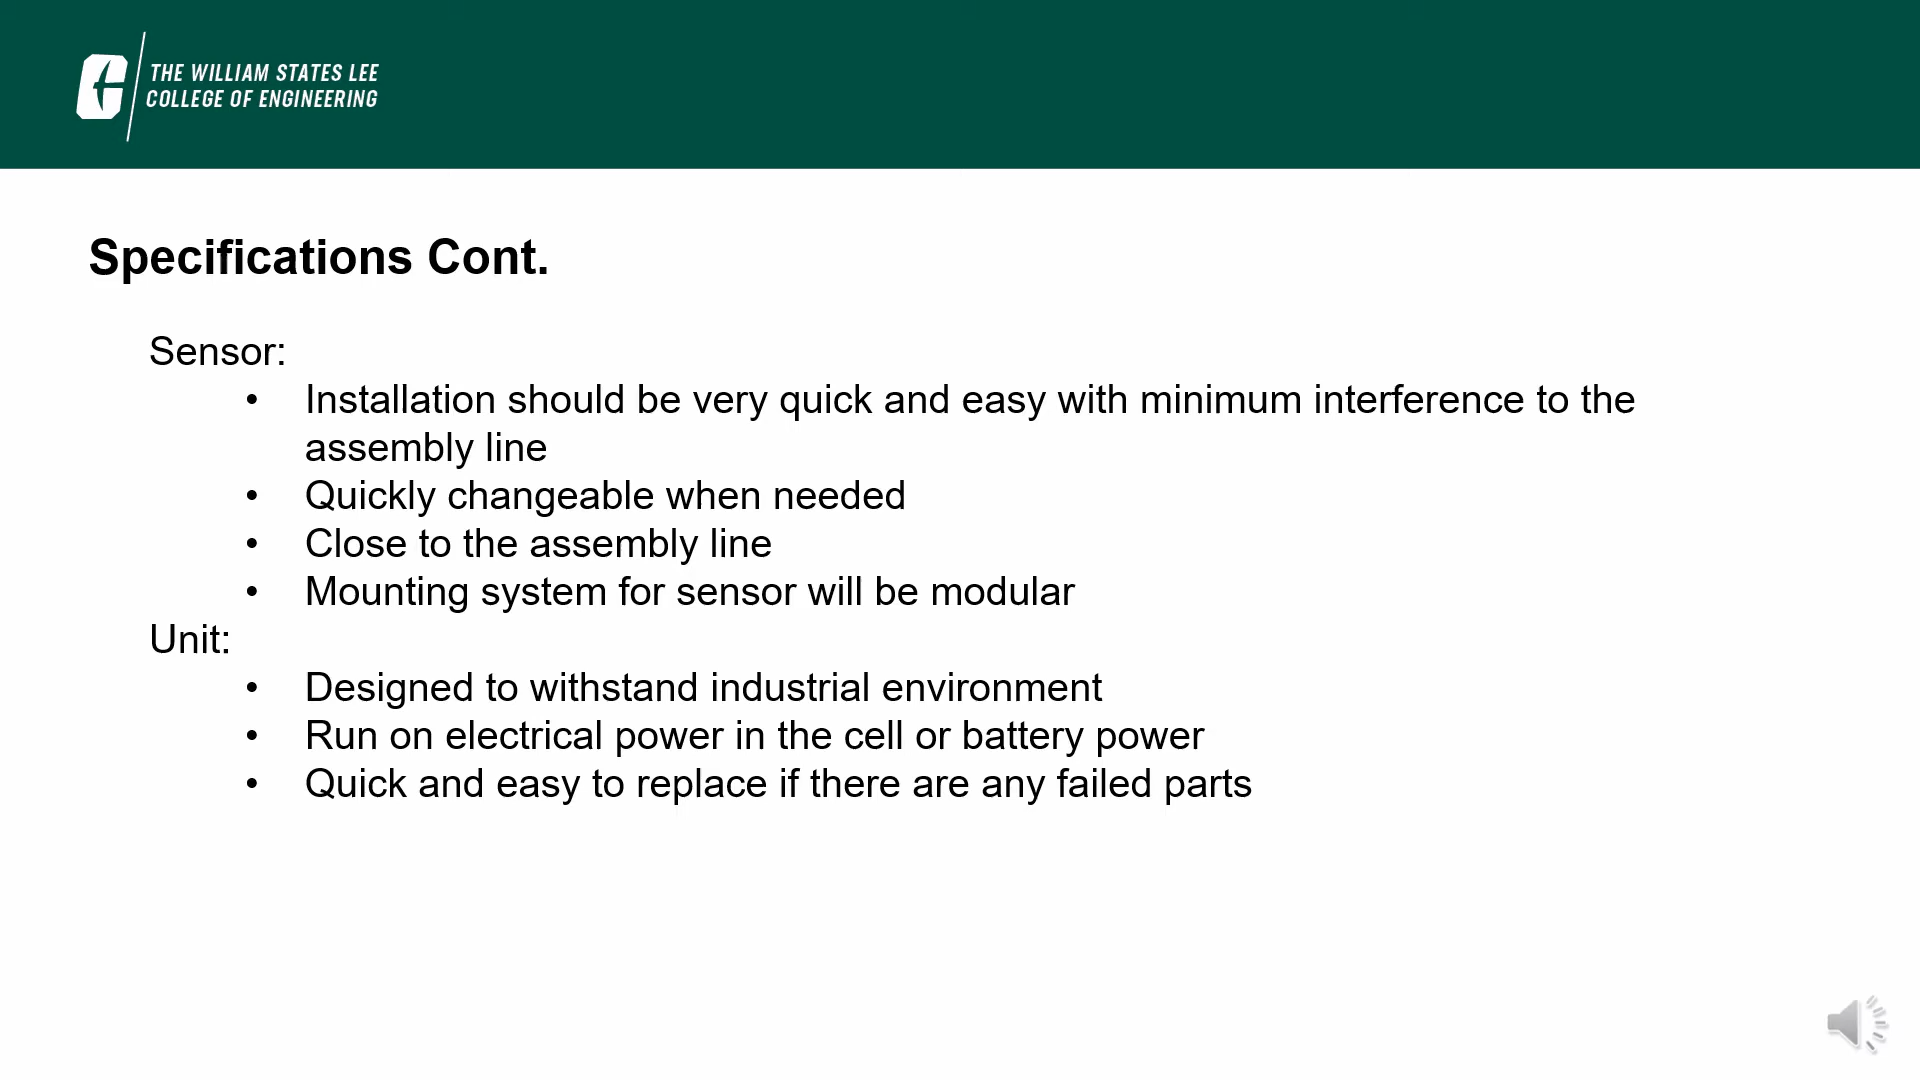 THE WILLIAM STATES LEE
COLLEGE OF ENGINEERING
Specifications Cont.
Sensor:
• Installation should be very quick and easy with minimum interference to the
assembly line
• Quickly changeable when needed
• Close to the assembly line
• Mounting system for sensor will be modular
Unit:
• Designed to withstand industrial environment
• Run on electrical power in the cell or battery power
• Quick and easy to replace if there are any failed parts